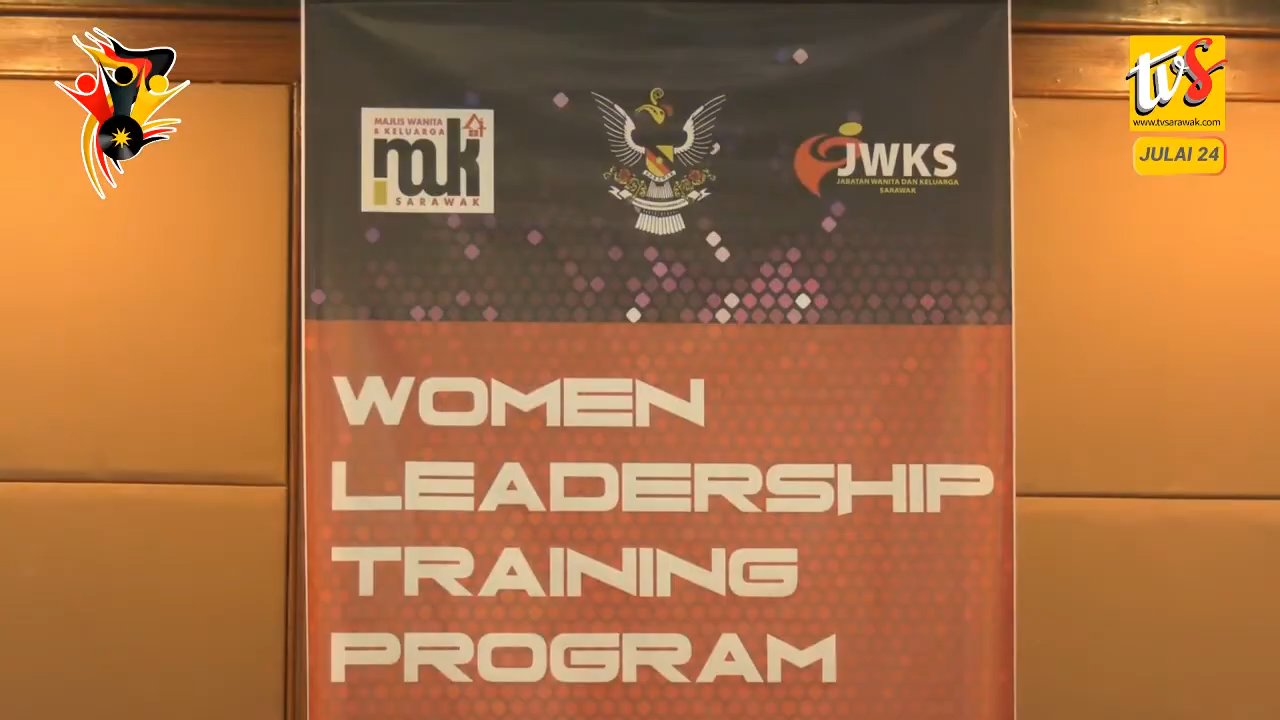 tvS
www.tvsarawak.com
JULAI 24
MAJLIS WANITA
& KELUARGA
mwk
SARAWAK
JWKS
JABATAN WANITA DAN KELUARGA
SARAWAK
WOMEN
LEADERSHIP
TRAINING
PROGRAM